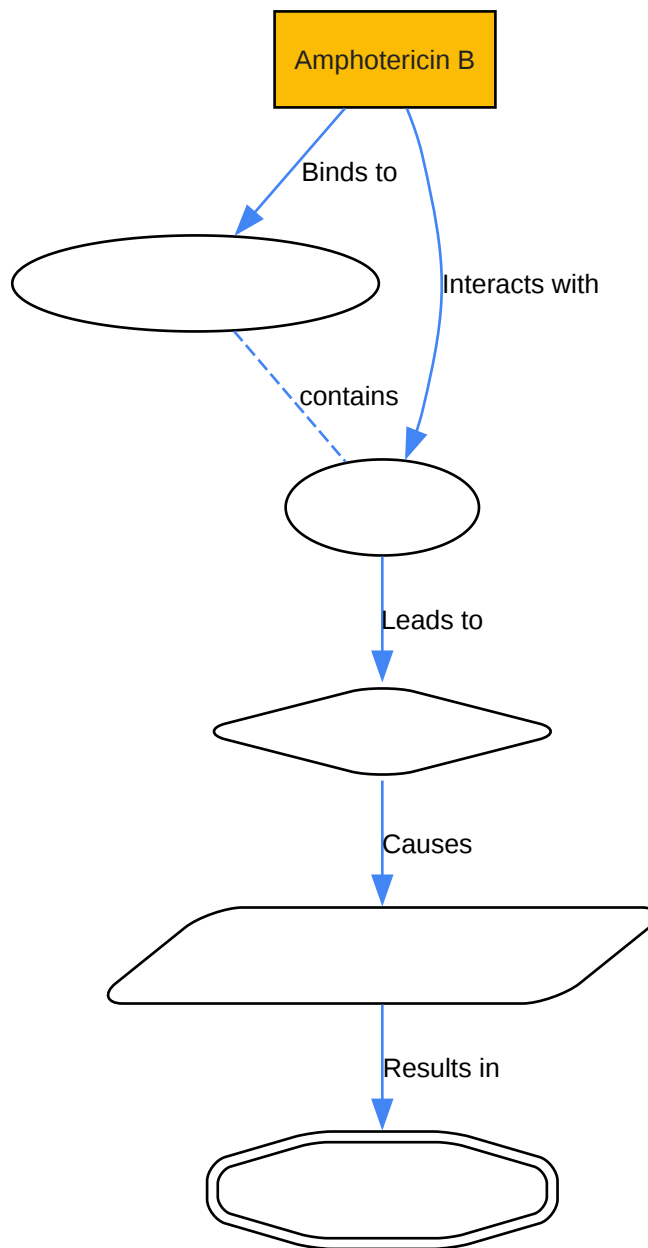 Amphotericin B
Binds to
Interacts with
contains
Leads to
Causes
Results in